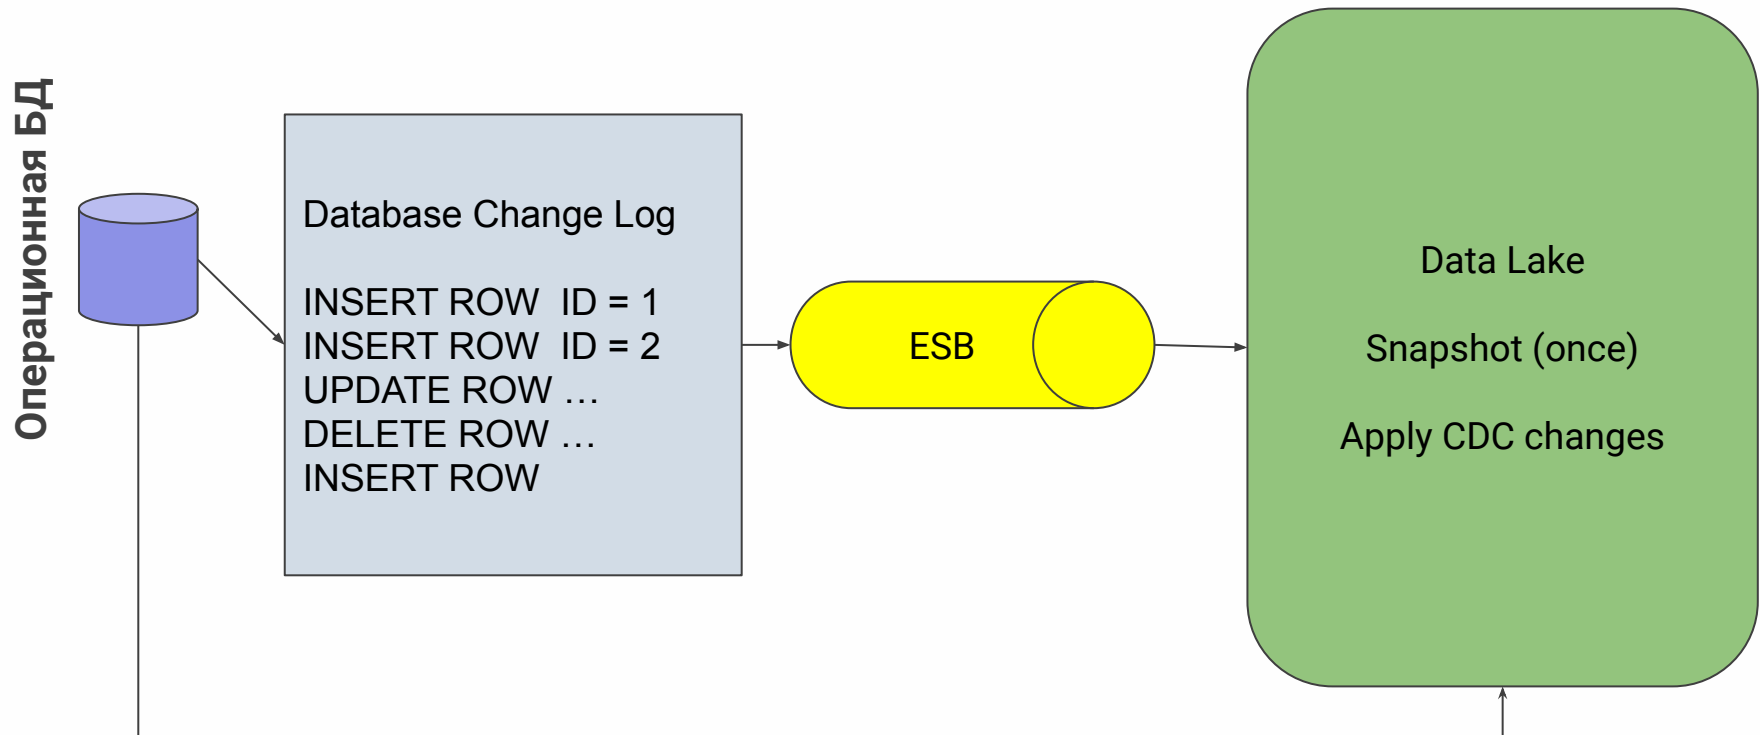 Операционная БД
Database Change Log
INSERT ROW  ID = 1
INSERT ROW  ID = 2
UPDATE ROW …
DELETE ROW …
INSERT ROW
ESB
Data Lake
Snapshot (once)
Apply CDC changes